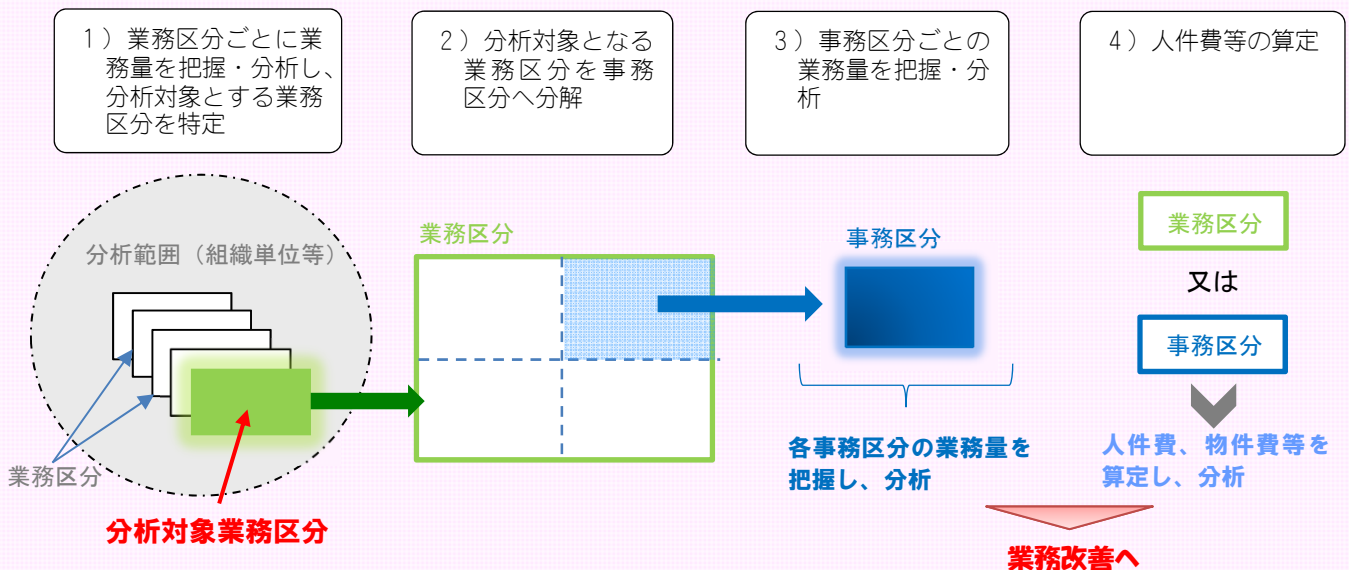 １）業務区分ごとに業
務量を把握・分析し、
分析対象とする業務
区分を特定
２）分析対象となる
業務区分を事務
区分へ分解
３）事務区分ごとの
業務量を把握・分
析
４）人件費等の算定
分析範囲（組織単位等）
業務区分
分析対象業務区分
業務区分
事務区分
各事務区分の業務量を
把握し、分析
業務区分
又は
事務区分
人件費、物件費等を
算定し、分析
業務改善へ